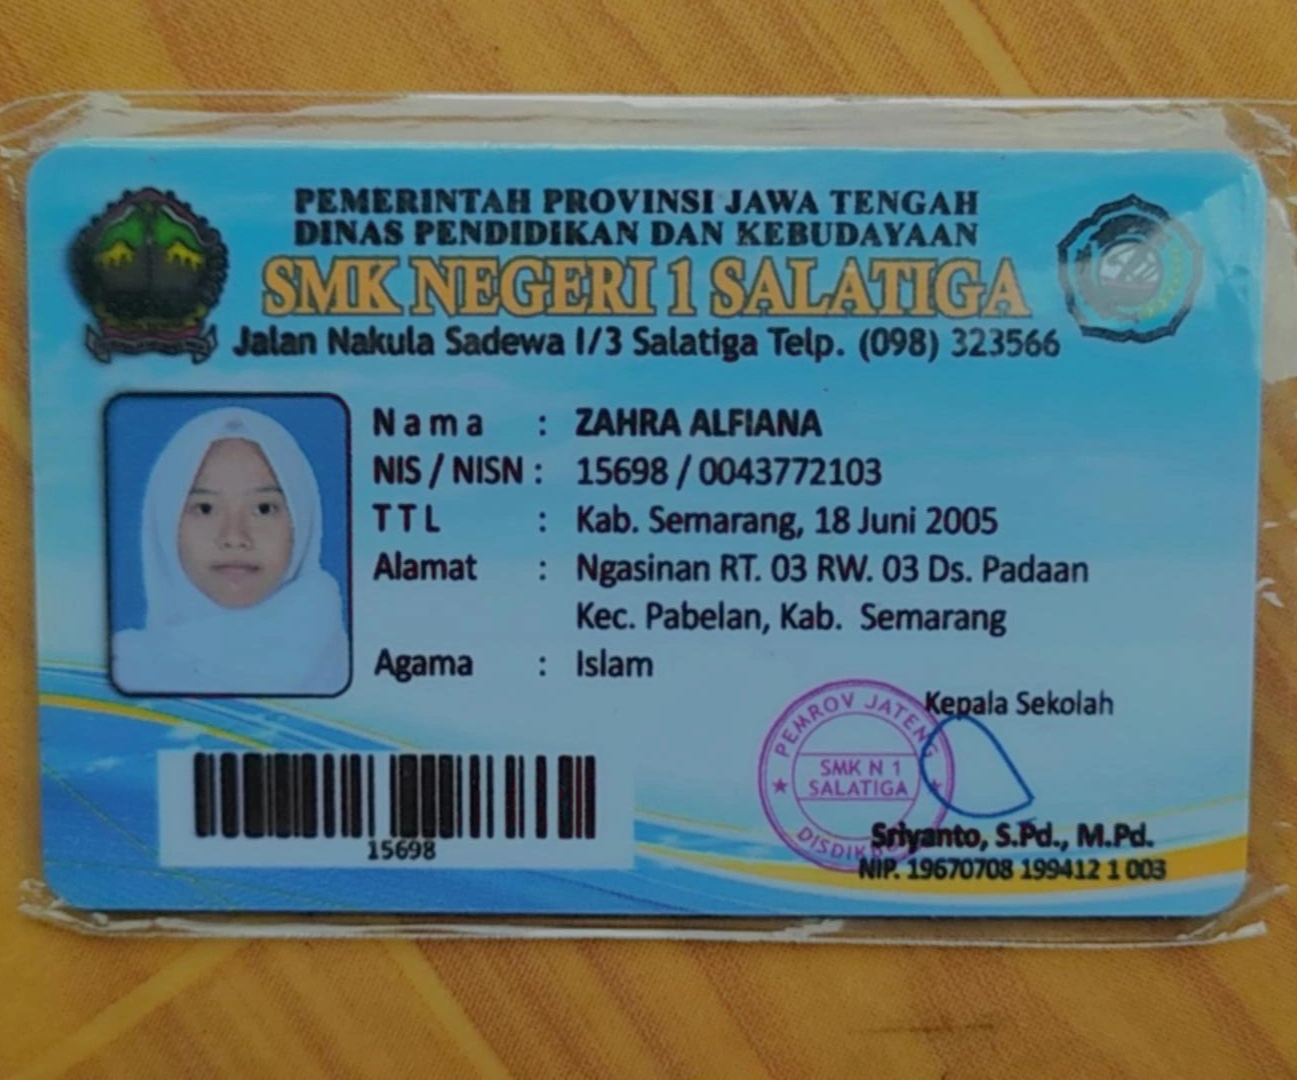 PEMERINTAH PROVINSI JAWA TENGAH
DINAS PENDIDIKAN DAN KEBUDAYAAN
SMK NEGERI 1 SALATIGA
Jalan Nakula Sadewa I/3 Salatiga Telp. (098) 323566
Nama : ZAHRA ALFIANA
NIS / NISN : 15698 / 0043772103
TTL : Kab. Semarang, 18 Juni 2005
Alamat : Ngasinan RT. 03 RW. 03 Ds. Padaan
Kec. Pabelan, Kab. Semarang
Agama : Islam
Kepala Sekolah
PEMROV JATENG
SMK N 1
SALATIGA
Sriyanto, S.Pd., M.Pd.
NIP. 19670708 199412 1 003
15698